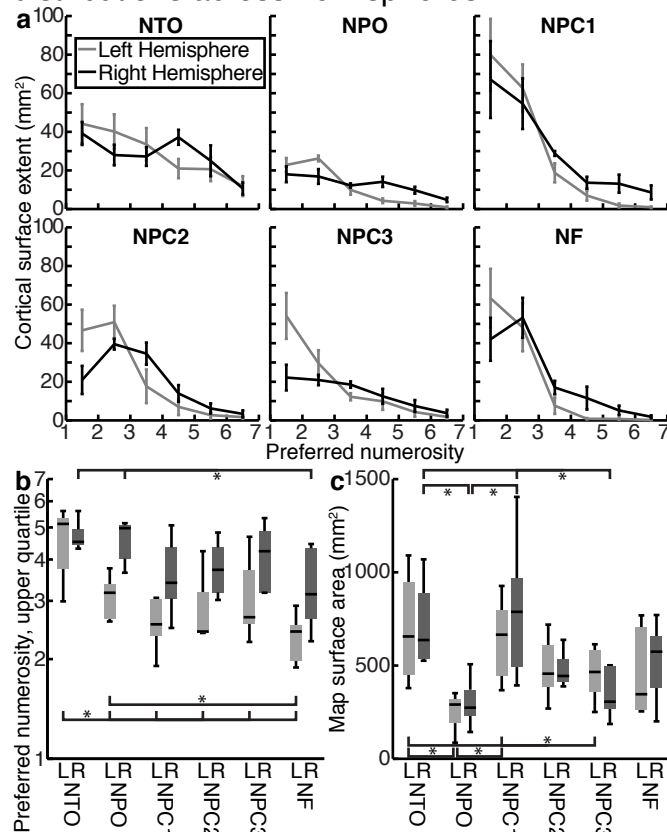 a
NTO
NPO
NPC1
Left Hemisphere
Right Hemisphere
Cortical surface extent (mm²)
100
80
60
40
20
0
NPC2
NPC3
NF
100
80
60
40
20
0
1 2 3 4 5 6 7
1 2 3 4 5 6 7
1 2 3 4 5 6 7
Preferred numerosity
b
Preferred numerosity, upper quartile
7
6
5
4
3
2
1
*
*
*
LR LR LR LR LR LR
NTO
NPO
NPC2
NF
c
Map surface area (mm²)
1500
1000
500
0
* * *
* * *
LR LR LR LR LR LR
NTO
NPO
NPC2
NF